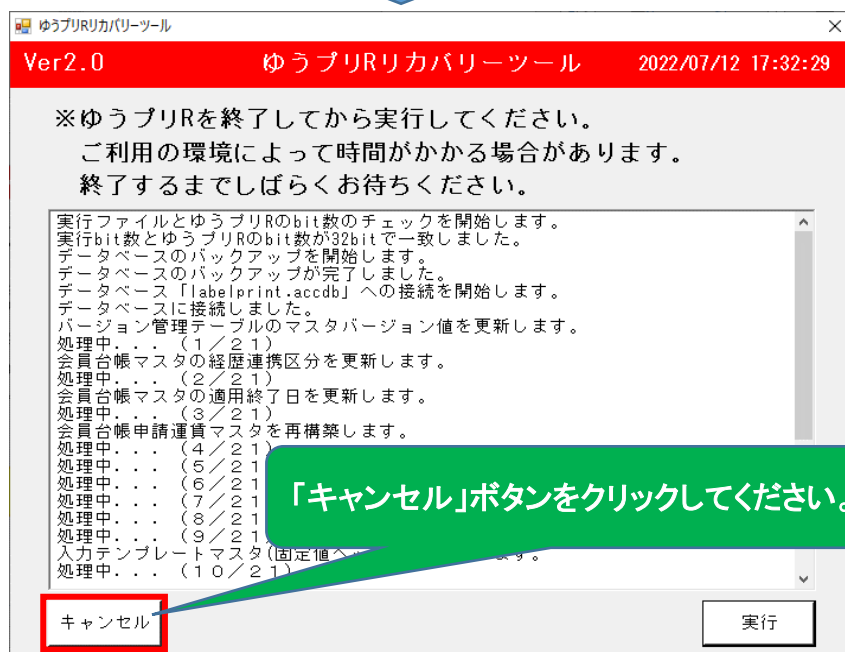 ゆうプリRリカバリーツール
Ver2.0 ゆうプリRリカバリーツール 2022/07/12 17:32:29
※ゆうプリRを終了してから実行してください。
ご利用の環境によって時間がかかる場合があります。
終了するまでしばらくお待ちください。
実行ファイルとゆうプリRのbit数のチェックを開始します。
実行bit数とゆうプリRのbit数が32bitで一致しました。
データベースのバックアップを開始します。
データベースのバックアップが完了しました。
データベース「labelprint.accdb」への接続を開始します。
データベースに接続しました。
バージョン管理テーブルのマスタバージョン値を更新します。
処理中...（1／21）
会員台帳マスタの経歴連携区分を更新します。
処理中...（2／21）
会員台帳マスタの適用終了日を更新します。
処理中...（3／21）
会員台帳申請運賃マスタを再構築します。
処理中...（4／21
処理中...（5／21
処理中...（6／21
処理中...（7／21
処理中...（8／21
処理中...（9／21
入力テンプレートマスタ(固定値ヘ
処理中...（10／21）
「キャンセル」ボタンをクリックしてください。
キャンセル
実行